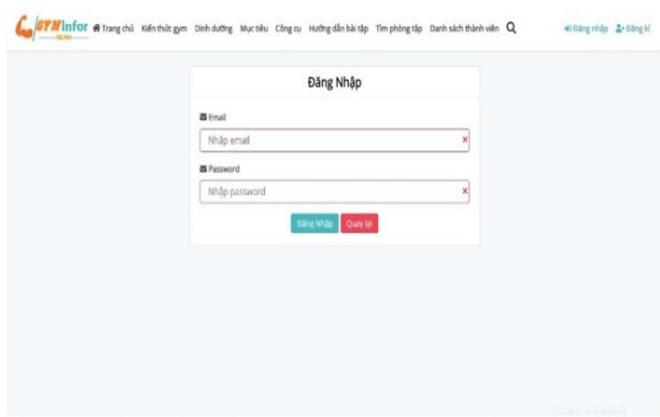 GYM infor
Trang chủ Kiến thức gym Dinh dưỡng Mục tiêu Công cụ Hướng dẫn bài tập Tìm phòng tập Danh sách thành viên Đăng nhập Đăng kí
Đăng Nhập
Email
Nhập email
Password
Nhập password
Đăng Nhập Quay lại